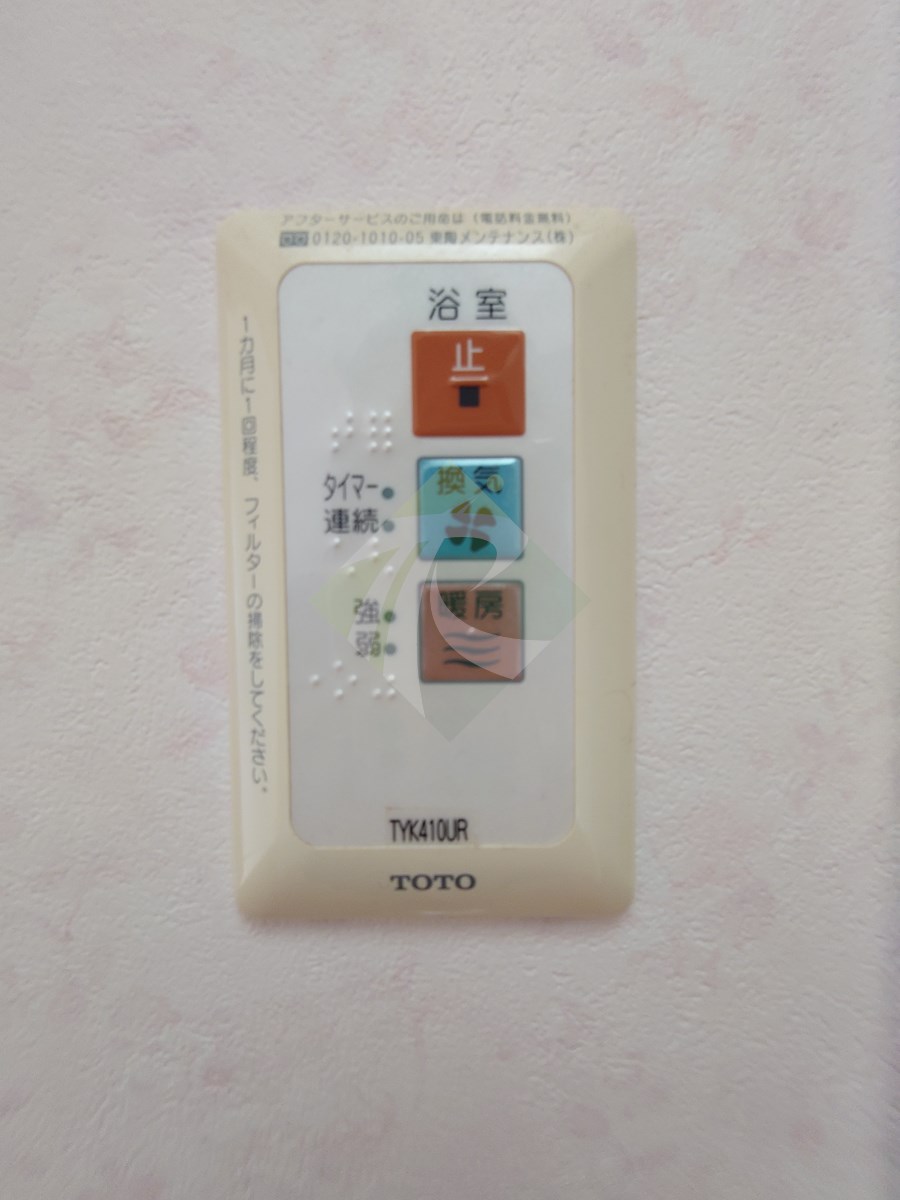 アフターサービスのご用命は(電話料金無料)
0120-1010-05 東陶メンテナンス(株)
1カ月に1回程度、フィルターの掃除をしてください。
浴室
止
タイマー
連続
換気
強
弱
暖房
TYK410UR
TOTO